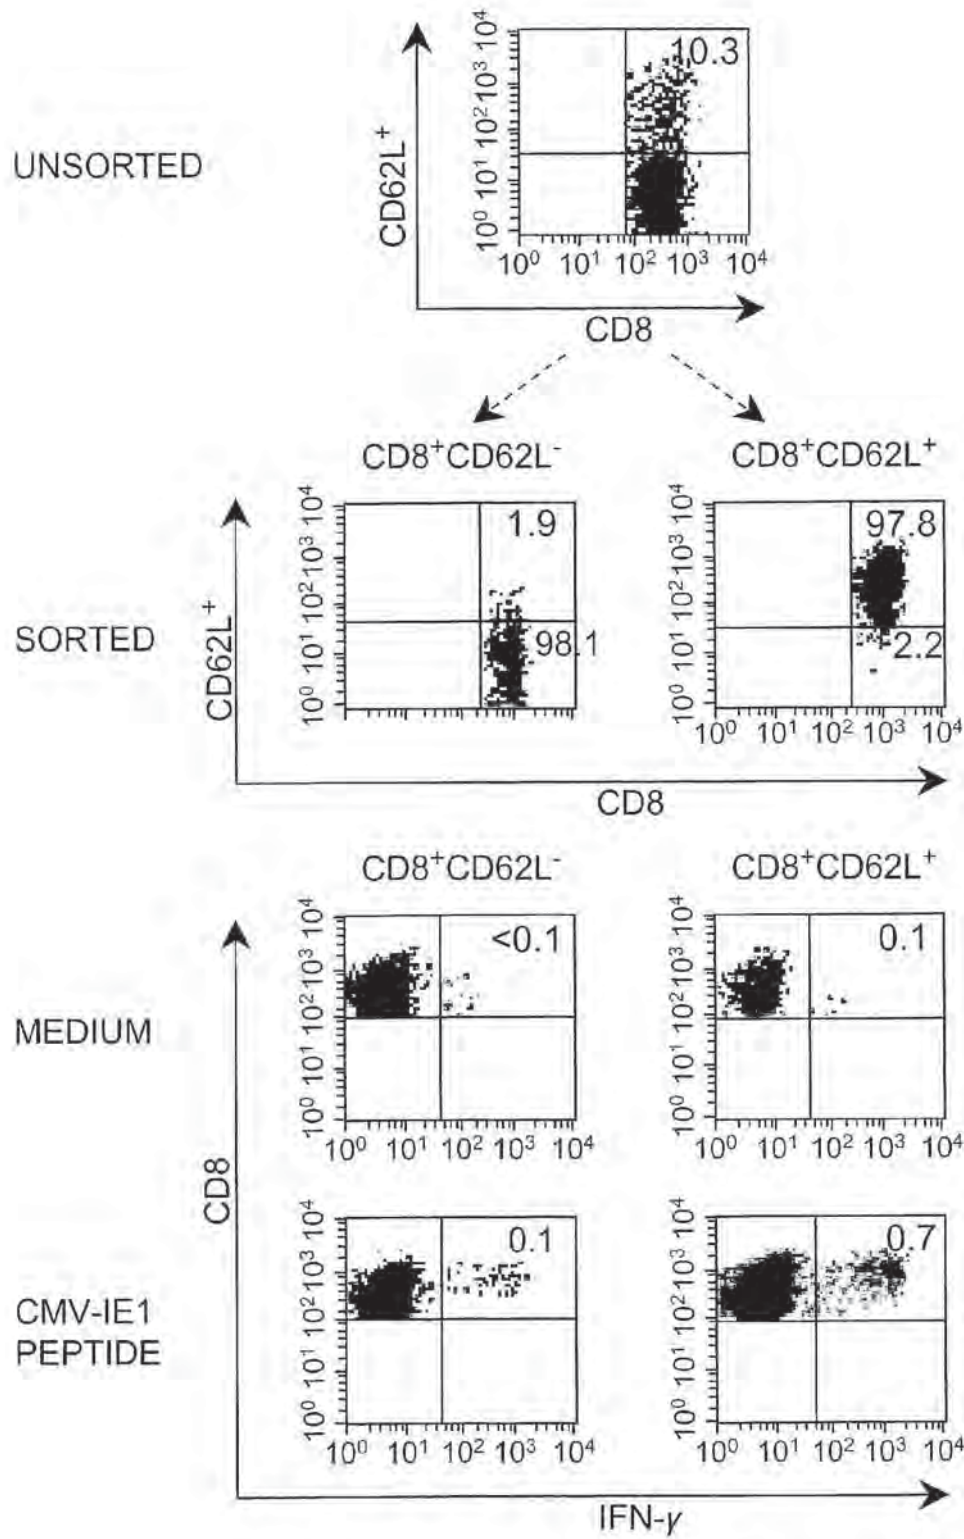 10⁰ 10¹ 10² 10³ 10⁴
10.3
UNSORTED
CD62L⁺
10⁰ 10¹ 10² 10³ 10⁴
CD8
CD8⁺CD62L⁻
CD8⁺CD62L⁺
10⁰ 10¹ 10² 10³ 10⁴
1.9
98.1
10⁰ 10¹ 10² 10³ 10⁴
97.8
2.2
SORTED
CD62L⁺
10⁰ 10¹ 10² 10³ 10⁴
CD8
CD8⁺CD62L⁻
CD8⁺CD62L⁺
10⁰ 10¹ 10² 10³ 10⁴
<0.1
10⁰ 10¹ 10² 10³ 10⁴
0.1
MEDIUM
10⁰ 10¹ 10² 10³ 10⁴
10⁰ 10¹ 10² 10³ 10⁴
CD8
10⁰ 10¹ 10² 10³ 10⁴
0.1
10⁰ 10¹ 10² 10³ 10⁴
0.7
CMV-IE1
PEPTIDE
10⁰ 10¹ 10² 10³ 10⁴
10⁰ 10¹ 10² 10³ 10⁴
IFN-γ